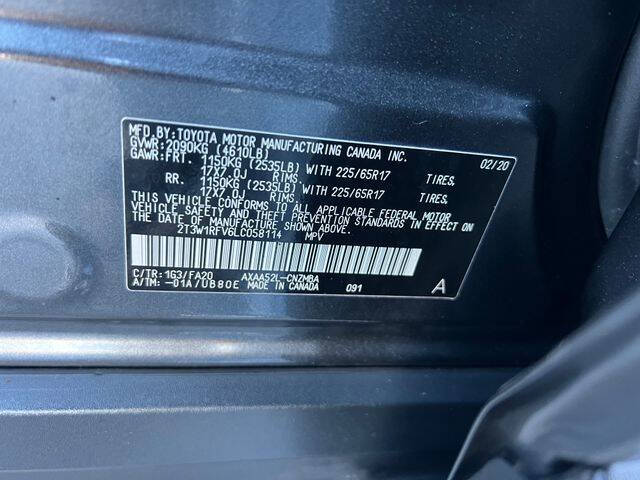 MFD.BY:TOYOTA MOTOR MANUFACTURING CANADA INC. 02/20
GVWR:2090KG (4610LB)
GAWR:FRT. 1150KG (2535LB) WITH 225/65R17 TIRES,
17X7.0J RIMS,
RR. 1150KG (2535LB) WITH 225/65R17 TIRES,
17X7.0J RIMS,
THIS VEHICLE CONFORMS TO ALL APPLICABLE FEDERAL MOTOR
VEHICLE SAFETY AND THEFT PREVENTION STANDARDS IN EFFECT
ON THE DATE OF MANUFACTURE SHOWN ABOVE.
2T3W1RFV6LC058114 MPV
C/TR:1G3/FA20 AXAA52L-CNZMBA
A/TM:-01A/UB80E MADE IN CANADA 091 A